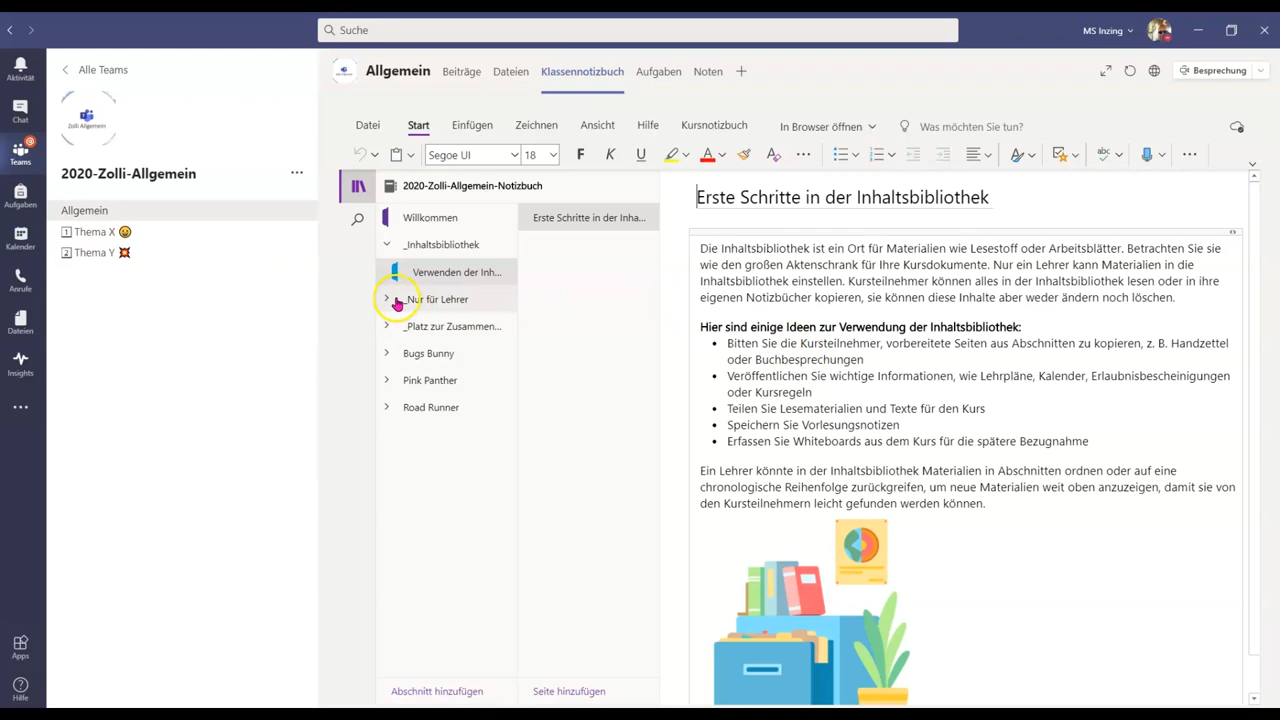 Suche
MS Inzing
Aktivität
Chat
Teams
Aufgaben
Kalender
Anrufe
Dateien
Insights
Apps
Hilfe
Alle Teams
Zolli Allgemein
2020-Zolli-Allgemein
Allgemein
1 Thema X
2 Thema Y
Allgemein
Beiträge
Dateien
Klassennotizbuch
Aufgaben
Noten
Besprechung
Datei
Start
Einfügen
Zeichnen
Ansicht
Hilfe
Kursnotizbuch
In Browser öffnen
Was möchten Sie tun?
Segoe UI
18
F
K
U
2020-Zolli-Allgemein-Notizbuch
Willkommen
_Inhaltsbibliothek
Verwenden der Inh...
_Nur für Lehrer
_Platz zur Zusammen...
Bugs Bunny
Pink Panther
Road Runner
Abschnitt hinzufügen
Erste Schritte in der Inha...
Seite hinzufügen
Erste Schritte in der Inhaltsbibliothek
Die Inhaltsbibliothek ist ein Ort für Materialien wie Lesestoff oder Arbeitsblätter. Betrachten Sie sie
wie den großen Aktenschrank für Ihre Kursdokumente. Nur ein Lehrer kann Materialien in die
Inhaltsbibliothek einstellen. Kursteilnehmer können alles in der Inhaltsbibliothek lesen oder in ihre
eigenen Notizbücher kopieren, sie können diese Inhalte aber weder ändern noch löschen.
Hier sind einige Ideen zur Verwendung der Inhaltsbibliothek:
• Bitten Sie die Kursteilnehmer, vorbereitete Seiten aus Abschnitten zu kopieren, z. B. Handzettel
oder Buchbesprechungen
• Veröffentlichen Sie wichtige Informationen, wie Lehrpläne, Kalender, Erlaubnisbescheinigungen
oder Kursregeln
• Teilen Sie Lesematerialien und Texte für den Kurs
• Speichern Sie Vorlesungsnotizen
• Erfassen Sie Whiteboards aus dem Kurs für die spätere Bezugnahme
Ein Lehrer könnte in der Inhaltsbibliothek Materialien in Abschnitten ordnen oder auf eine
chronologische Reihenfolge zurückgreifen, um neue Materialien weit oben anzuzeigen, damit sie von
den Kursteilnehmern leicht gefunden werden können.